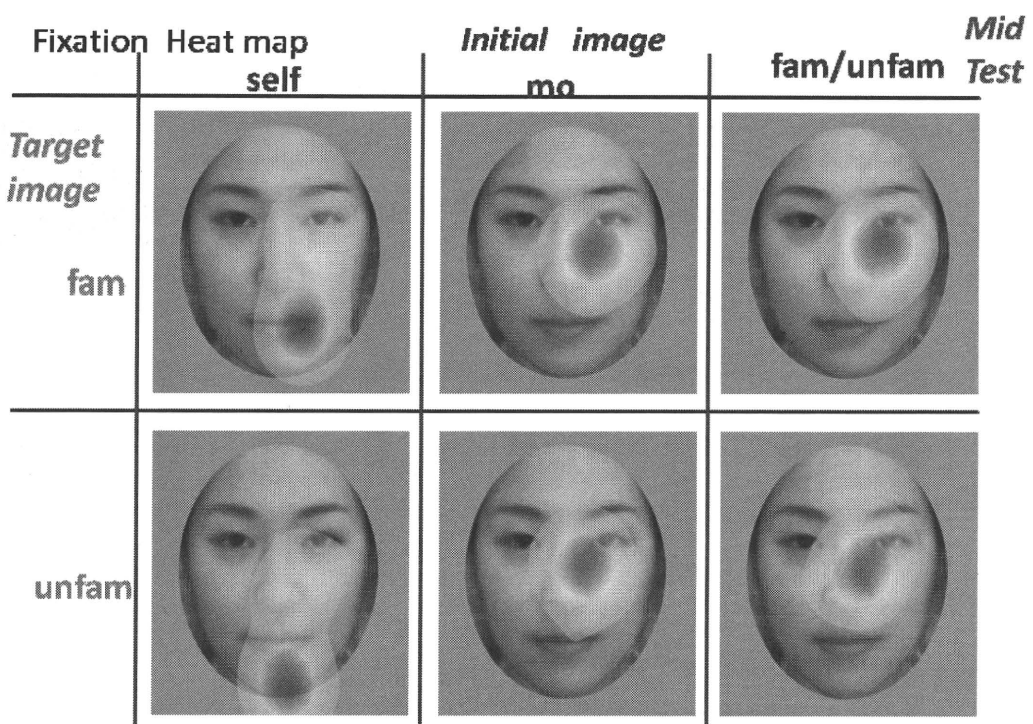 Fixation Heat map
self
Initial image
mo
fam/unfam
Mid
Test
Target
image
fam
unfam